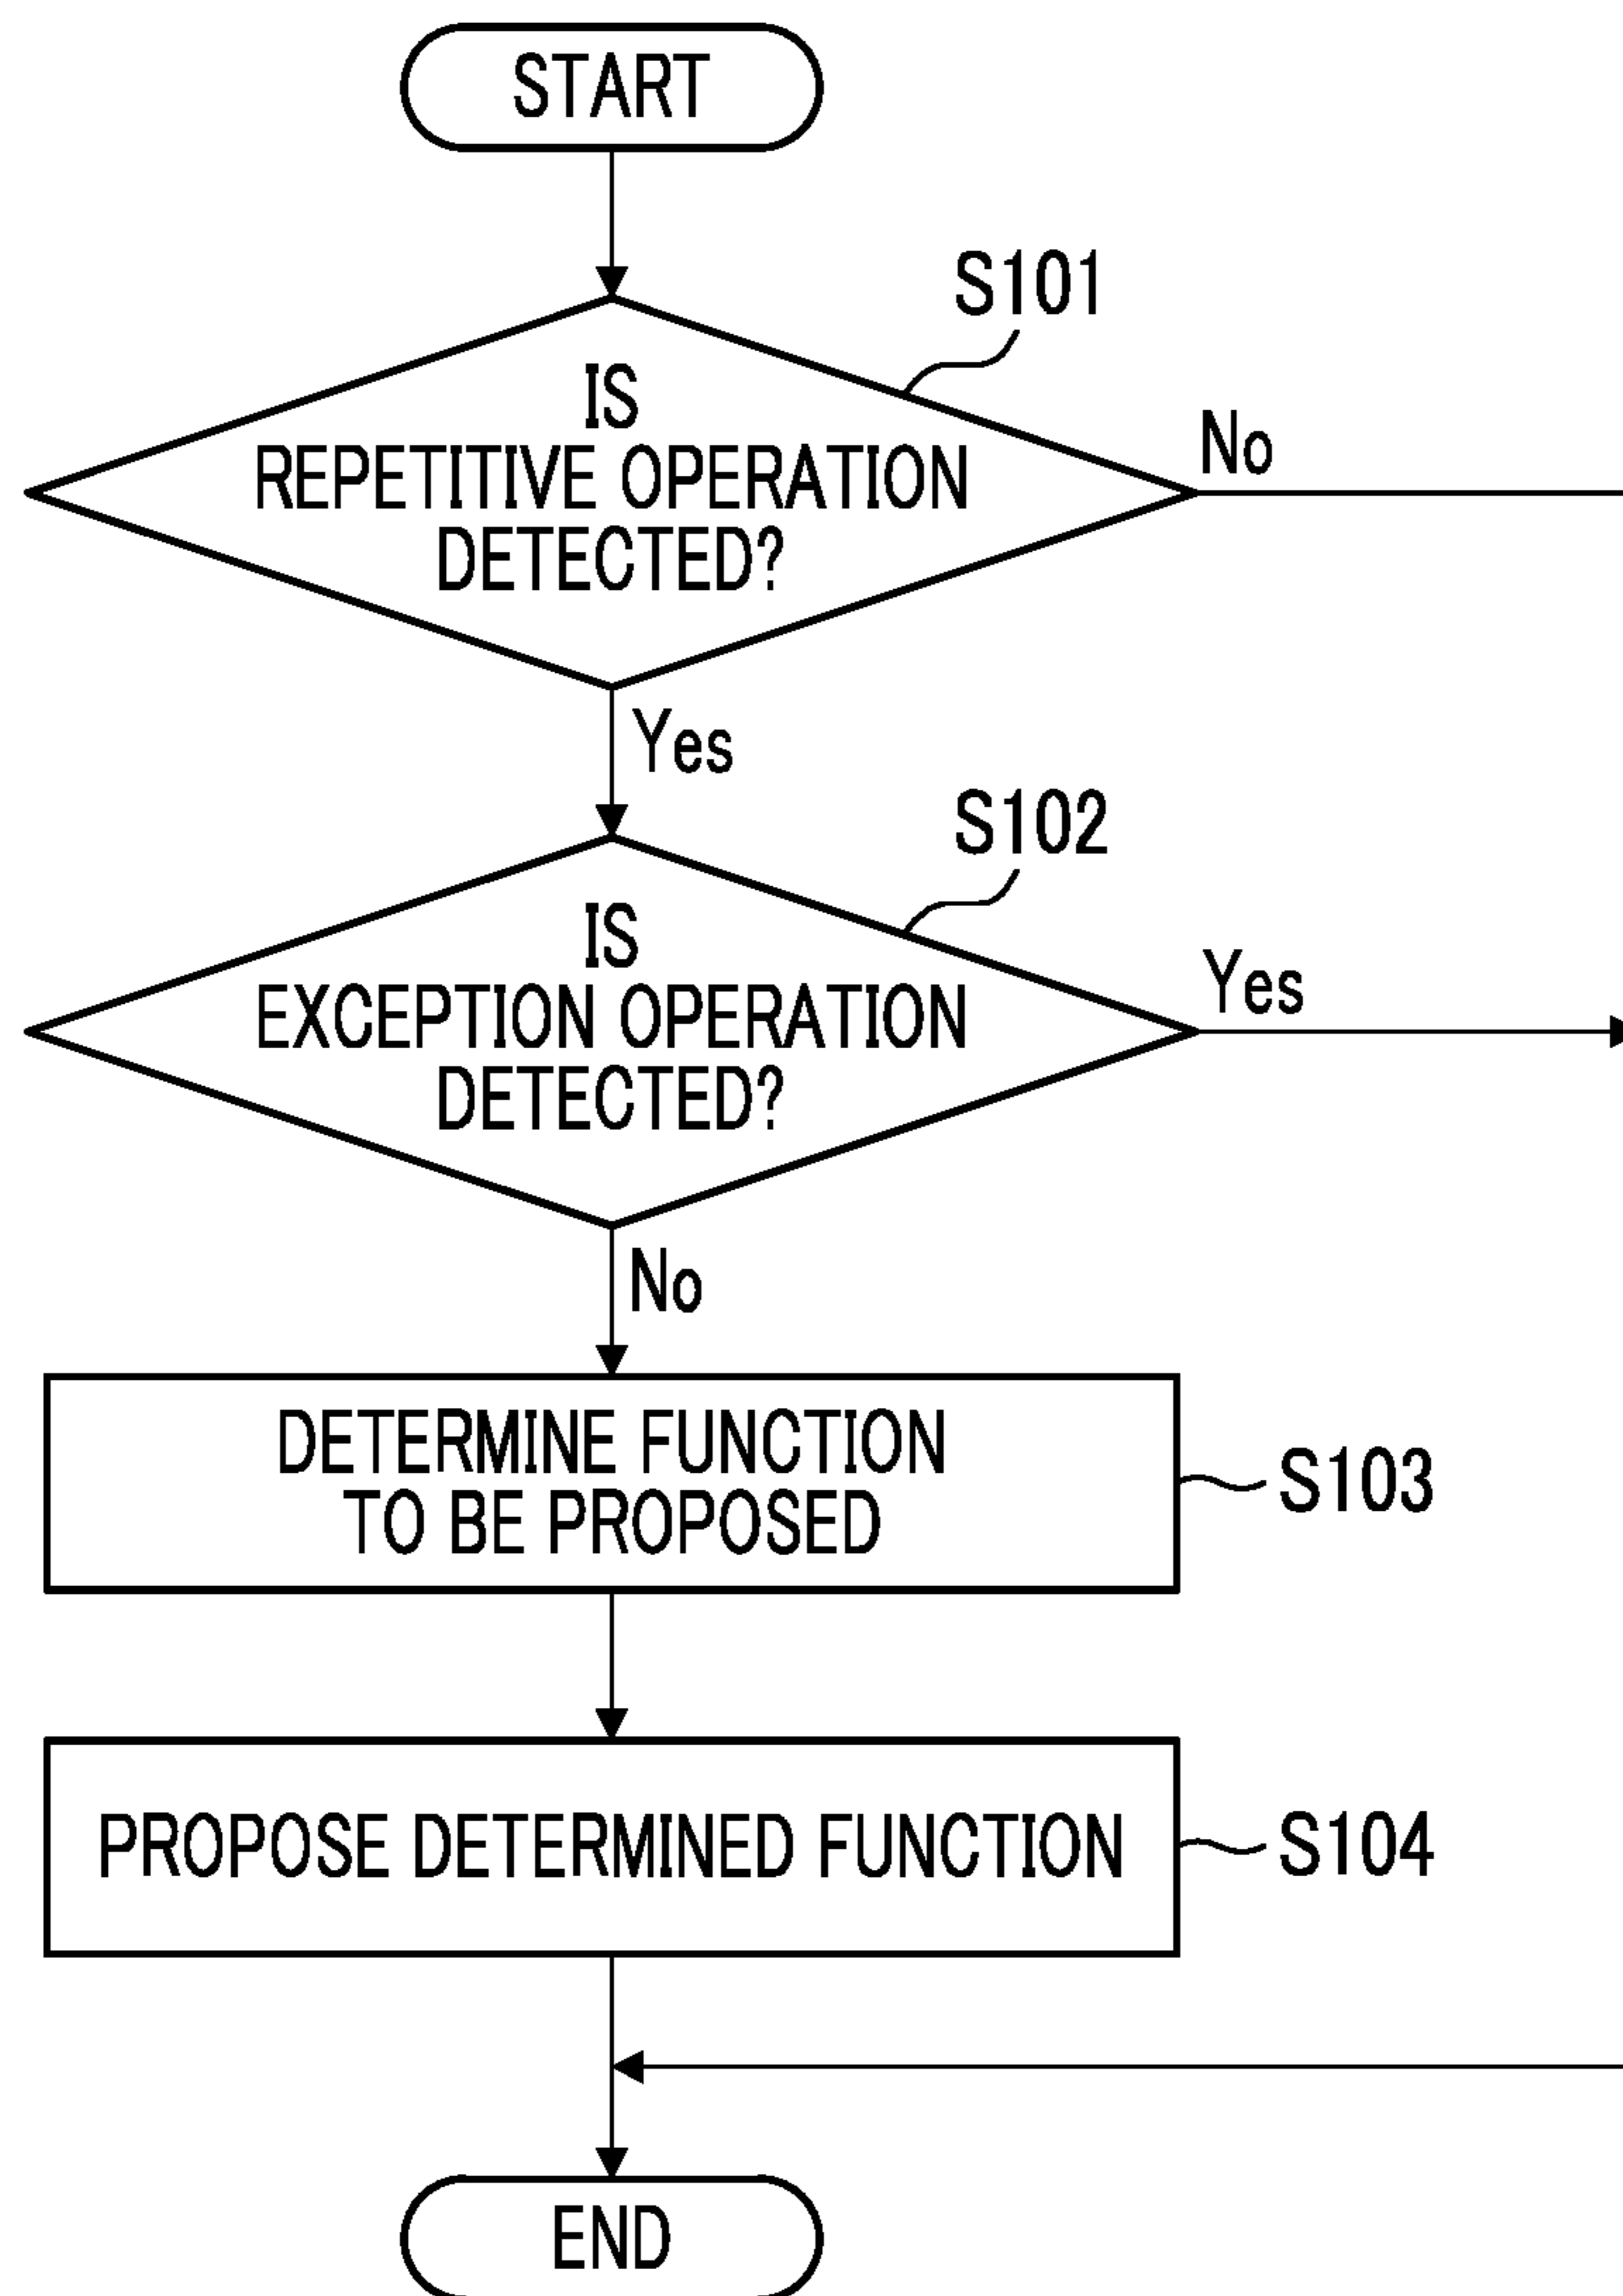 START
S101
IS
REPETITIVE OPERATION
DETECTED?
No
Yes
S102
IS
EXCEPTION OPERATION
DETECTED?
Yes
No
DETERMINE FUNCTION
TO BE PROPOSED
S103
PROPOSE DETERMINED FUNCTION
S104
END